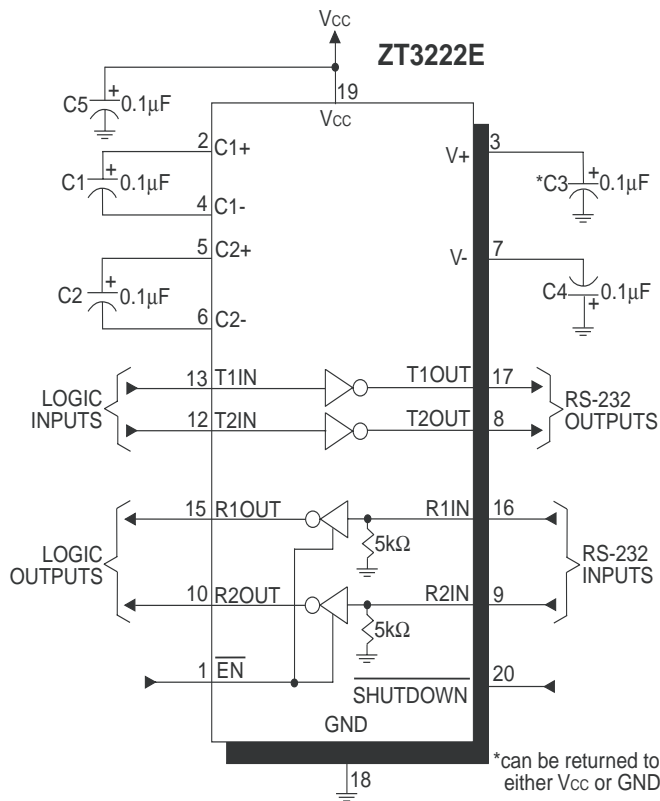 Vcc
ZT3222E
19
Vcc
C5
+
0.1µF
2
C1+
C1
+
0.1µF
4
C1-
5
C2+
C2
+
0.1µF
6
C2-
V+
3
*C3
+
0.1µF
V-
7
C4
+
0.1µF
LOGIC
INPUTS
13
T1IN
T1OUT
17
12
T2IN
T2OUT
8
RS-232
OUTPUTS
LOGIC
OUTPUTS
15
R1OUT
R1IN
16
5kΩ
10
R2OUT
R2IN
9
5kΩ
RS-232
INPUTS
1
EN
SHUTDOWN
20
GND
18
*can be returned to
either Vcc or GND